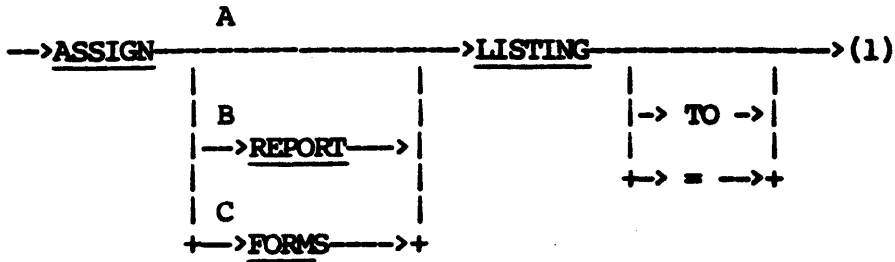 A
-->ASSIGN------------------->LISTING---------------->(1)
| | | |
| B | |-> TO ->|
|-->REPORT--->| | |
| | +--> = -->+
| C |
+-->FORMS---->+